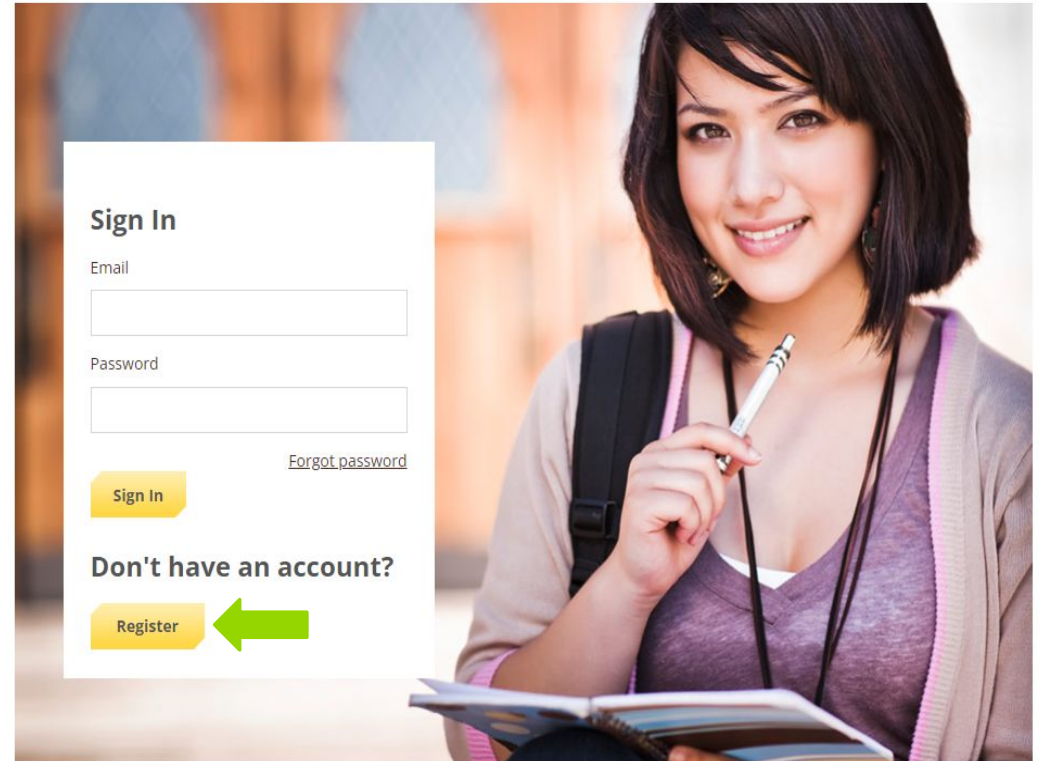 Sign In
Email
Password
Forgot password
Sign In
Don't have an account?
Register